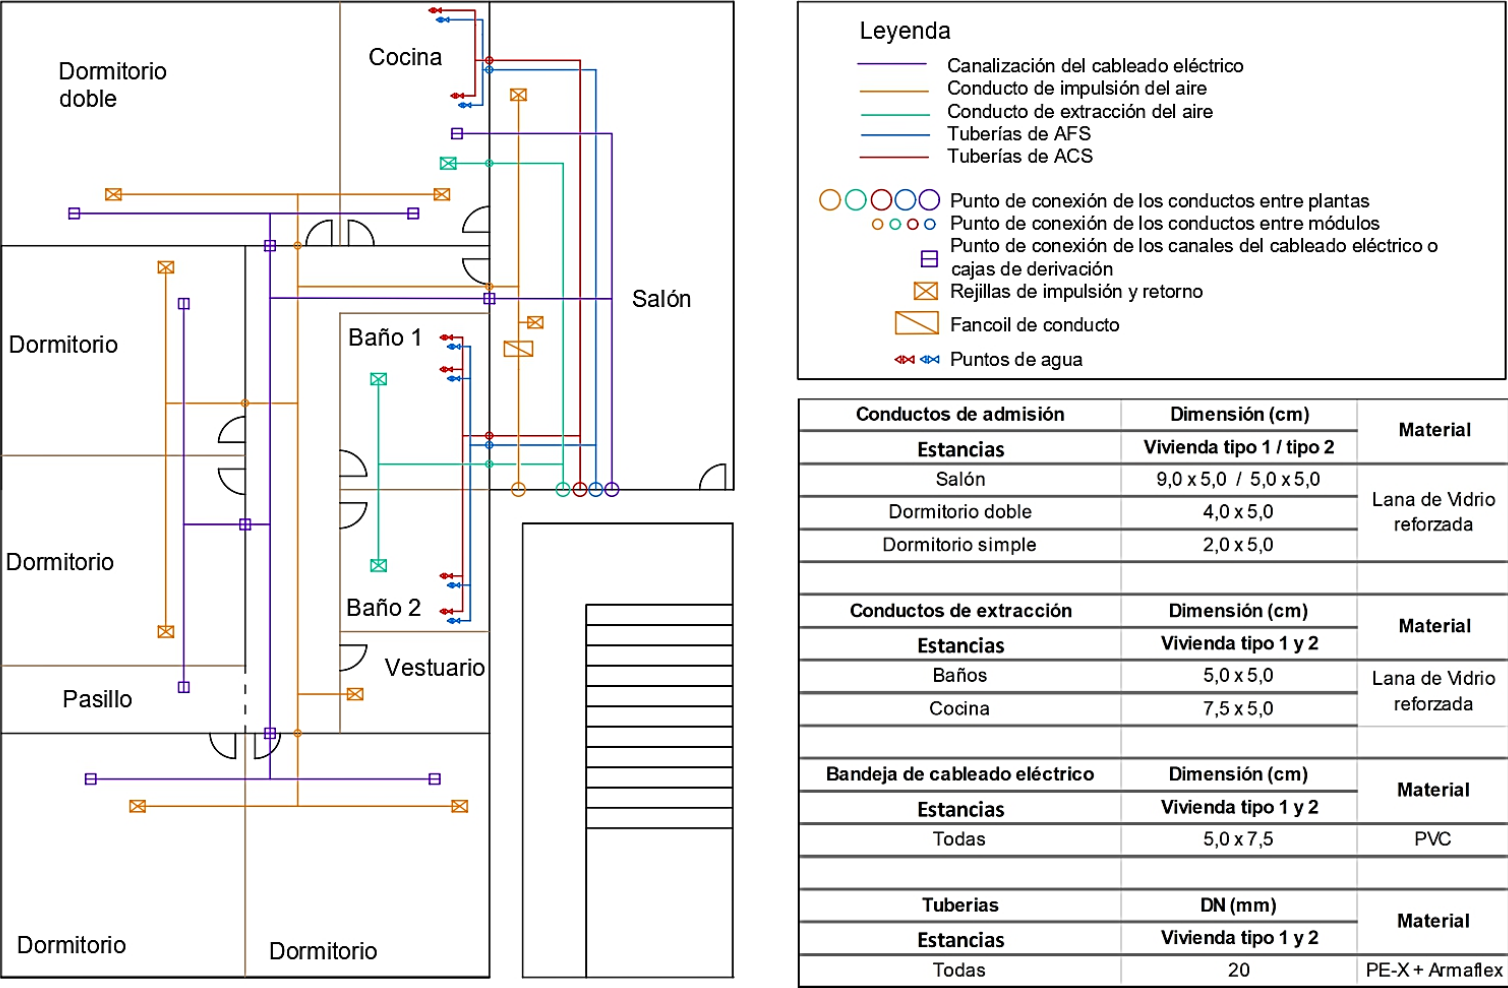 Dormitorio
doble
Cocina
Dormitorio
Baño 1
Salón
Dormitorio
Baño 2
Vestuario
Pasillo
Dormitorio
Dormitorio
Leyenda
Canalización del cableado eléctrico
Conducto de impulsión del aire
Conducto de extracción del aire
Tuberías de AFS
Tuberías de ACS
Punto de conexión de los conductos entre plantas
Punto de conexión de los conductos entre módulos
Punto de conexión de los canales del cableado eléctrico o
cajas de derivación
Rejillas de impulsión y retorno
Fancoil de conducto
Puntos de agua
Conductos de admisión Dimensión (cm) Material
Estancias Vivienda tipo 1 / tipo 2
Salón 9,0 x 5,0 / 5,0 x 5,0 Lana de Vidrio reforzada
Dormitorio doble 4,0 x 5,0
Dormitorio simple 2,0 x 5,0
Conductos de extracción Dimensión (cm) Material
Estancias Vivienda tipo 1 y 2
Baños 5,0 x 5,0 Lana de Vidrio reforzada
Cocina 7,5 x 5,0
Bandeja de cableado eléctrico Dimensión (cm) Material
Estancias Vivienda tipo 1 y 2
Todas 5,0 x 7,5 PVC
Tuberias DN (mm) Material
Estancias Vivienda tipo 1 y 2
Todas 20 PE-X + Armaflex